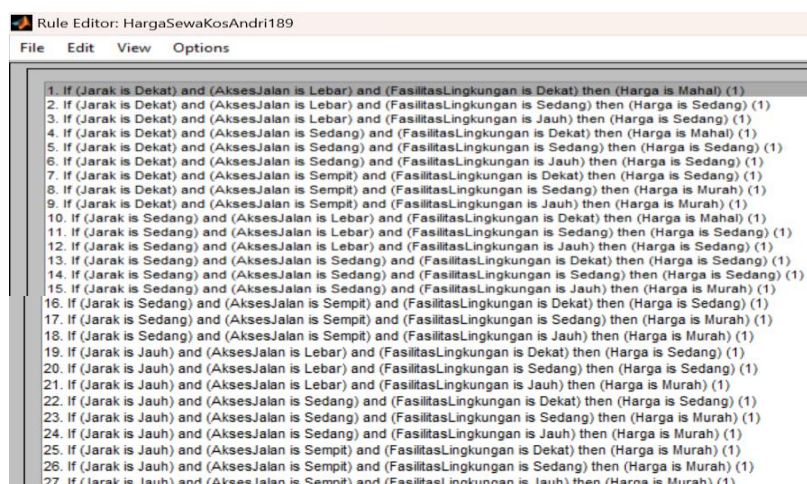 Rule Editor: HargaSewaKosAndri189
File Edit View Options
1. If (Jarak is Dekat) and (AksesJalan is Lebar) and (FasilitasLingkungan is Dekat) then (Harga is Mahal) (1)
2. If (Jarak is Dekat) and (AksesJalan is Lebar) and (FasilitasLingkungan is Sedang) then (Harga is Sedang) (1)
3. If (Jarak is Dekat) and (AksesJalan is Lebar) and (FasilitasLingkungan is Jauh) then (Harga is Sedang) (1)
4. If (Jarak is Dekat) and (AksesJalan is Sedang) and (FasilitasLingkungan is Dekat) then (Harga is Mahal) (1)
5. If (Jarak is Dekat) and (AksesJalan is Sedang) and (FasilitasLingkungan is Sedang) then (Harga is Sedang) (1)
6. If (Jarak is Dekat) and (AksesJalan is Sedang) and (FasilitasLingkungan is Jauh) then (Harga is Sedang) (1)
7. If (Jarak is Dekat) and (AksesJalan is Sempit) and (FasilitasLingkungan is Dekat) then (Harga is Sedang) (1)
8. If (Jarak is Dekat) and (AksesJalan is Sempit) and (FasilitasLingkungan is Sedang) then (Harga is Murah) (1)
9. If (Jarak is Dekat) and (AksesJalan is Sempit) and (FasilitasLingkungan is Jauh) then (Harga is Murah) (1)
10. If (Jarak is Sedang) and (AksesJalan is Lebar) and (FasilitasLingkungan is Dekat) then (Harga is Mahal) (1)
11. If (Jarak is Sedang) and (AksesJalan is Lebar) and (FasilitasLingkungan is Sedang) then (Harga is Sedang) (1)
12. If (Jarak is Sedang) and (AksesJalan is Lebar) and (FasilitasLingkungan is Jauh) then (Harga is Sedang) (1)
13. If (Jarak is Sedang) and (AksesJalan is Sedang) and (FasilitasLingkungan is Dekat) then (Harga is Sedang) (1)
14. If (Jarak is Sedang) and (AksesJalan is Sedang) and (FasilitasLingkungan is Sedang) then (Harga is Sedang) (1)
15. If (Jarak is Sedang) and (AksesJalan is Sedang) and (FasilitasLingkungan is Jauh) then (Harga is Murah) (1)
16. If (Jarak is Sedang) and (AksesJalan is Sempit) and (FasilitasLingkungan is Dekat) then (Harga is Sedang) (1)
17. If (Jarak is Sedang) and (AksesJalan is Sempit) and (FasilitasLingkungan is Sedang) then (Harga is Murah) (1)
18. If (Jarak is Sedang) and (AksesJalan is Sempit) and (FasilitasLingkungan is Jauh) then (Harga is Murah) (1)
19. If (Jarak is Jauh) and (AksesJalan is Lebar) and (FasilitasLingkungan is Dekat) then (Harga is Sedang) (1)
20. If (Jarak is Jauh) and (AksesJalan is Lebar) and (FasilitasLingkungan is Sedang) then (Harga is Sedang) (1)
21. If (Jarak is Jauh) and (AksesJalan is Lebar) and (FasilitasLingkungan is Jauh) then (Harga is Murah) (1)
22. If (Jarak is Jauh) and (AksesJalan is Sedang) and (FasilitasLingkungan is Dekat) then (Harga is Sedang) (1)
23. If (Jarak is Jauh) and (AksesJalan is Sedang) and (FasilitasLingkungan is Sedang) then (Harga is Murah) (1)
24. If (Jarak is Jauh) and (AksesJalan is Sedang) and (FasilitasLingkungan is Jauh) then (Harga is Murah) (1)
25. If (Jarak is Jauh) and (AksesJalan is Sempit) and (FasilitasLingkungan is Dekat) then (Harga is Murah) (1)
26. If (Jarak is Jauh) and (AksesJalan is Sempit) and (FasilitasLingkungan is Sedang) then (Harga is Murah) (1)
27. If (Jarak is Jauh) and (AksesJalan is Sempit) and (FasilitasLingkungan is Jauh) then (Harga is Murah) (1)